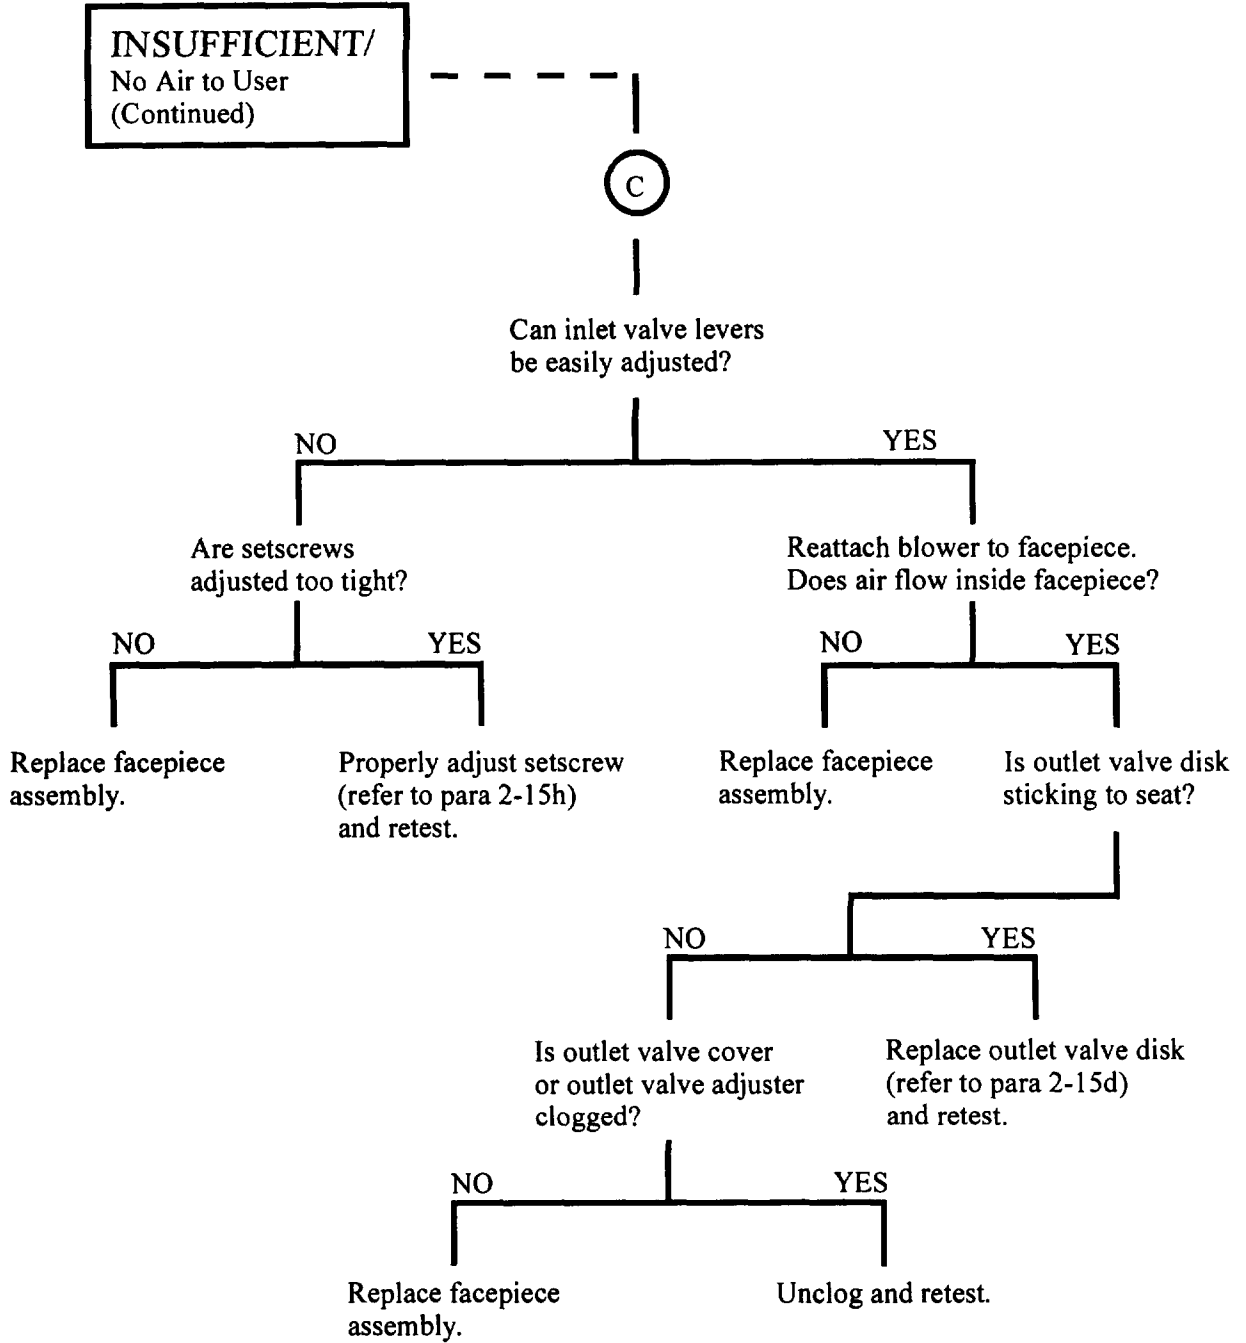 INSUFFICIENT/
No Air to User
(Continued)
C
Can inlet valve levers
be easily adjusted?
NO
YES
Are setscrews
adjusted too tight?
Reattach blower to facepiece.
Does air flow inside facepiece?
NO
YES
NO
YES
Replace facepiece
assembly.
Properly adjust setscrew
(refer to para 2-15h)
and retest.
Replace facepiece
assembly.
Is outlet valve disk
sticking to seat?
NO
YES
Is outlet valve cover
or outlet valve adjuster
clogged?
Replace outlet valve disk
(refer to para 2-15d)
and retest.
NO
YES
Replace facepiece
assembly.
Unclog and retest.